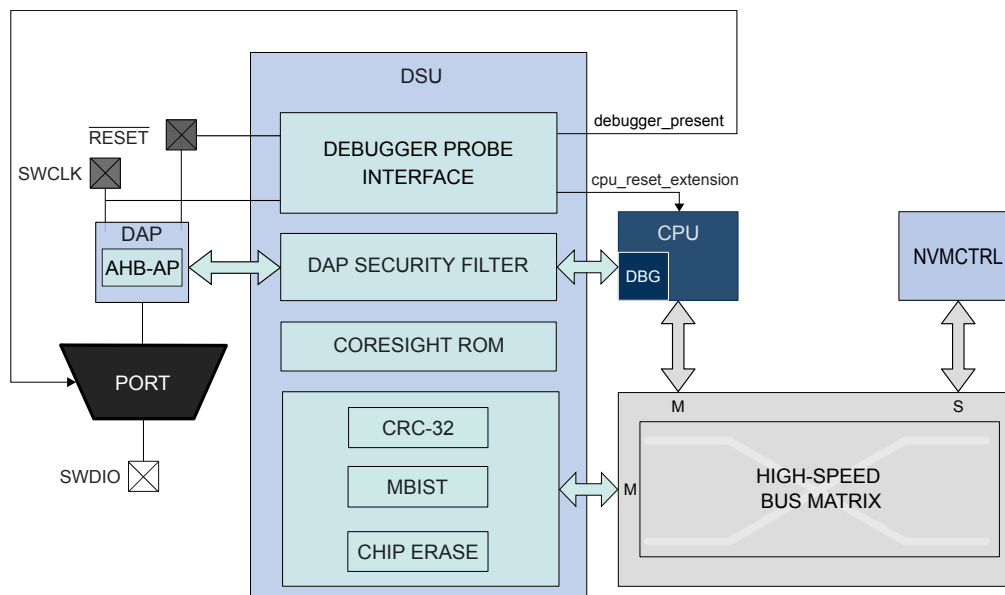 DSU
debugger_present
RESET
DEBUGGER PROBE
INTERFACE
SWCLK
cpu_reset_extension
DAP
CPU
AHB-AP
DAP SECURITY FILTER
DBG
NVMCTRL
CORESIGHT ROM
PORT
M
S
CRC-32
SWDIO
MBIST
M
HIGH-SPEED
BUS MATRIX
CHIP ERASE